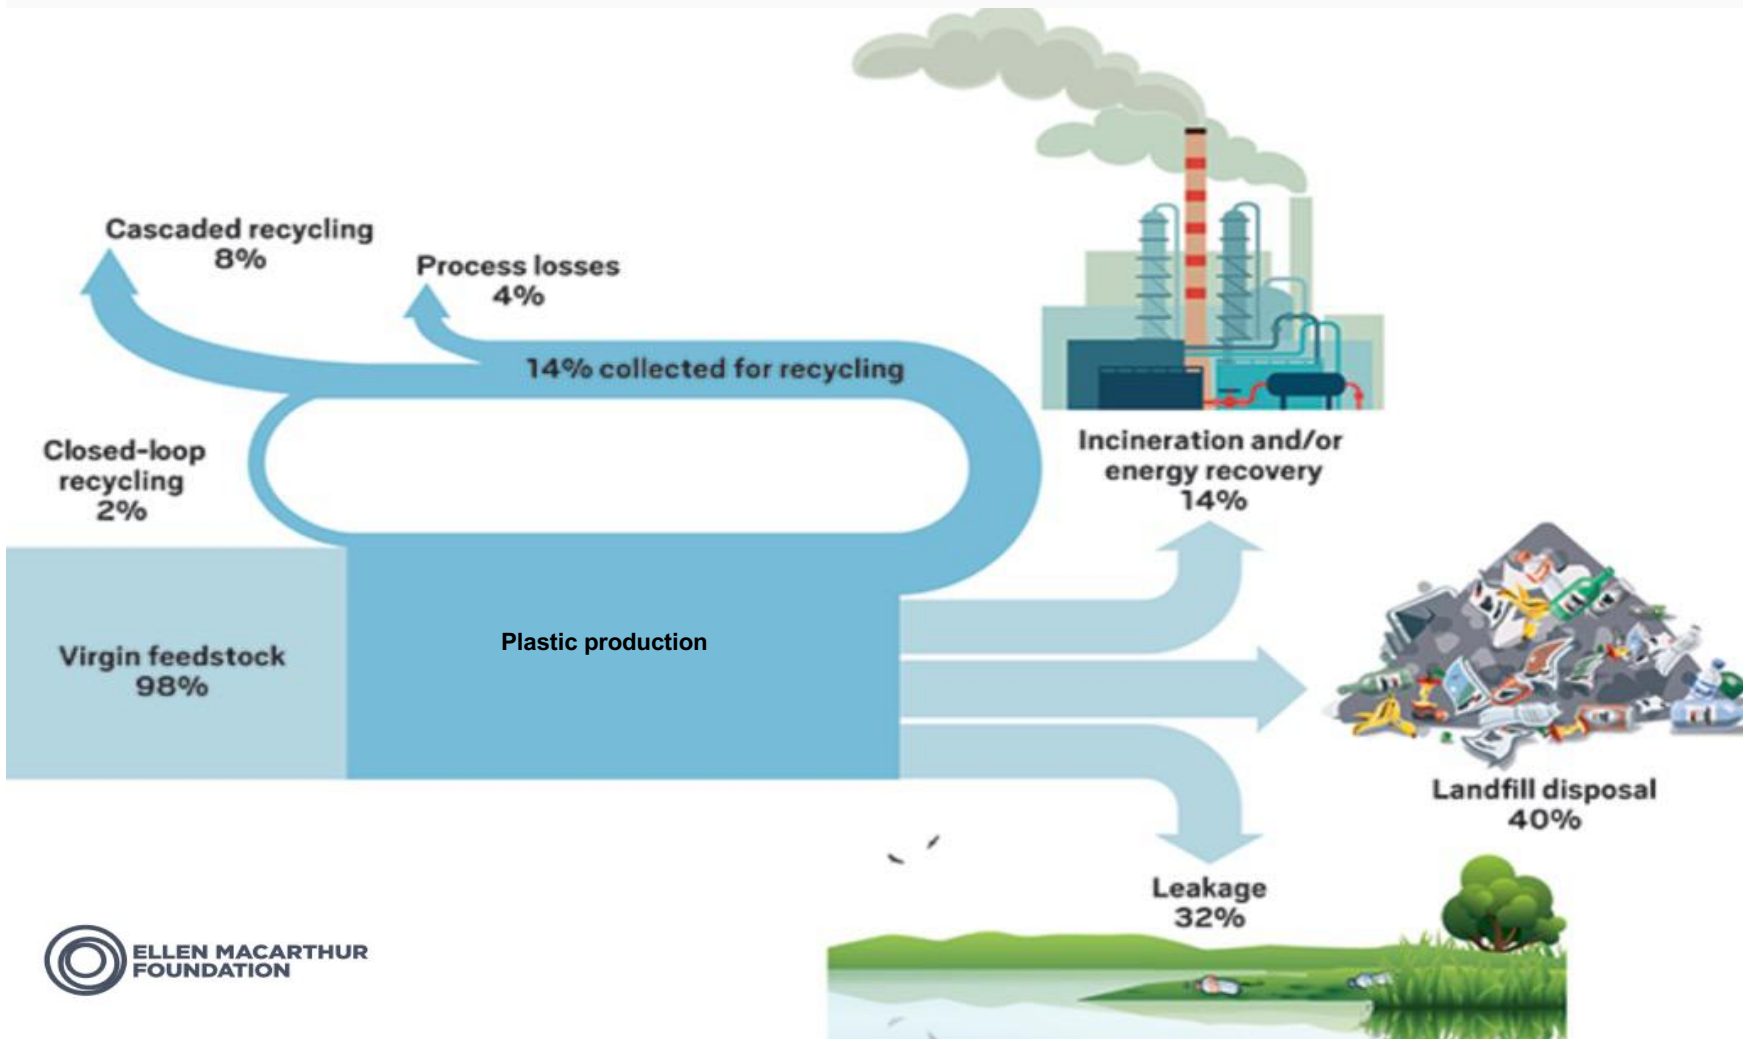 Cascaded recycling
8%
Process losses
4%
14% collected for recycling
Closed-loop
recycling
2%
Incineration and/or
energy recovery
14%
Virgin feedstock
98%
Plastic production
Landfill disposal
40%
Leakage
32%
ELLEN MACARTHUR
FOUNDATION